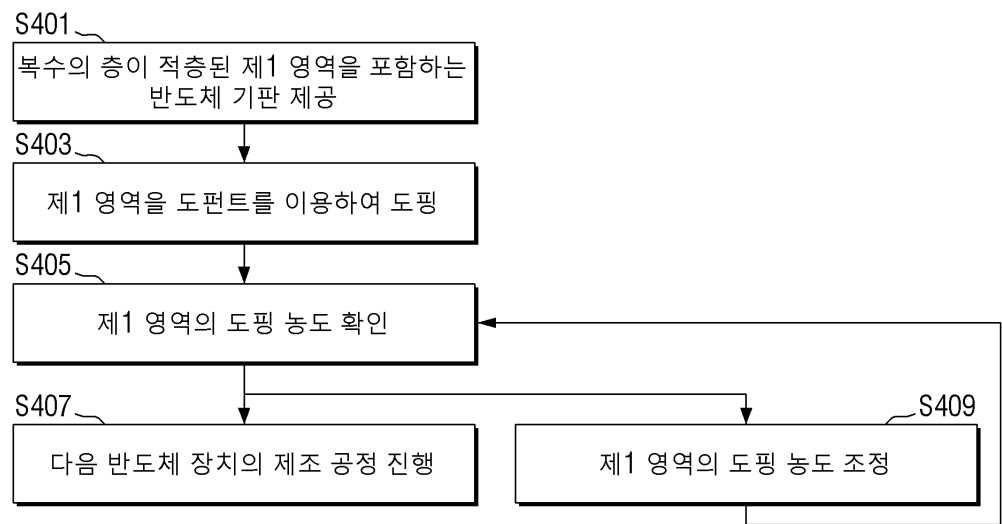 S401
복수의 층이 적층된 제1 영역을 포함하는
반도체 기판 제공
S403
제1 영역을 도펀트를 이용하여 도핑
S405
제1 영역의 도핑 농도 확인
S407
다음 반도체 장치의 제조 공정 진행
S409
제1 영역의 도핑 농도 조정